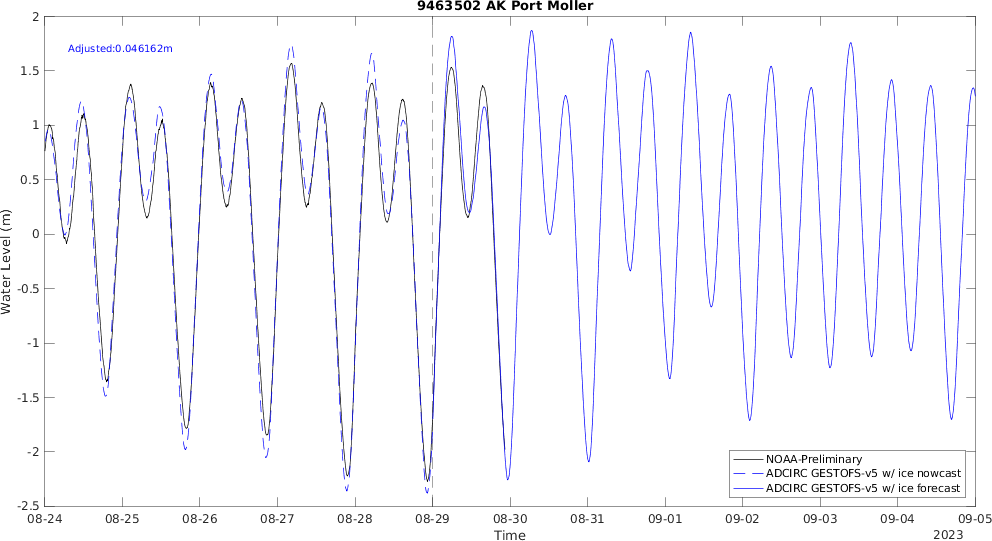 9463502 AK Port Moller
Adjusted:0.046162m
Water Level (m)
2
1.5
1
0.5
0
-0.5
-1
-1.5
-2
-2.5
NOAA-Preliminary
ADCIRC GESTOFS-v5 w/ ice nowcast
ADCIRC GESTOFS-v5 w/ ice forecast
08-24 08-25 08-26 08-27 08-28 08-29 08-30 08-31 09-01 09-02 09-03 09-04 09-05
Time
2023